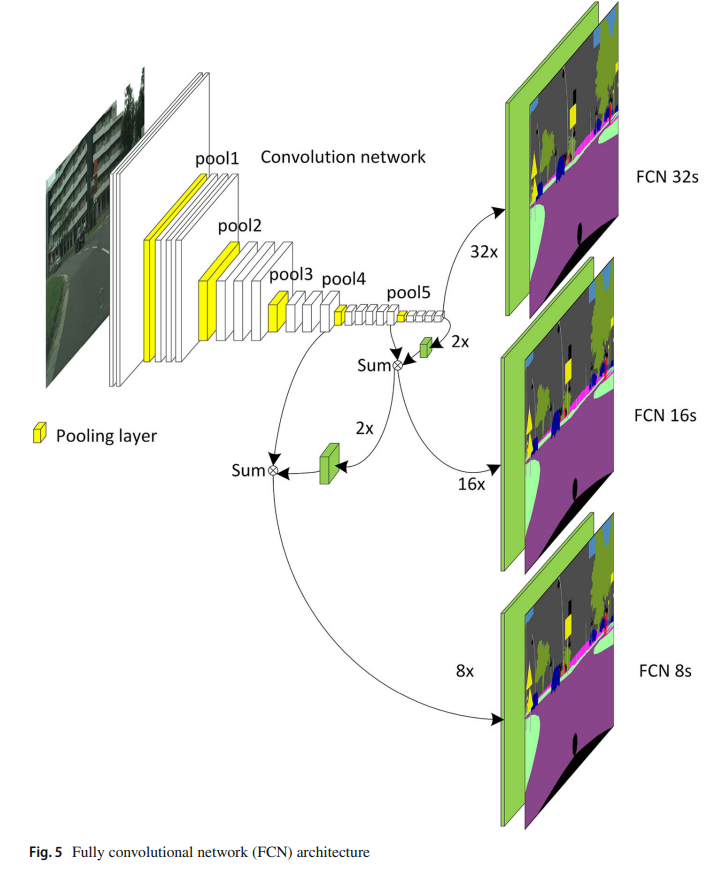 pool1
Convolution network
pool2
pool3
pool4
pool5
FCN 32s
32x
2x
Sum
Pooling layer
2x
FCN 16s
Sum
16x
8x
FCN 8s
Fig. 5 Fully convolutional network (FCN) architecture